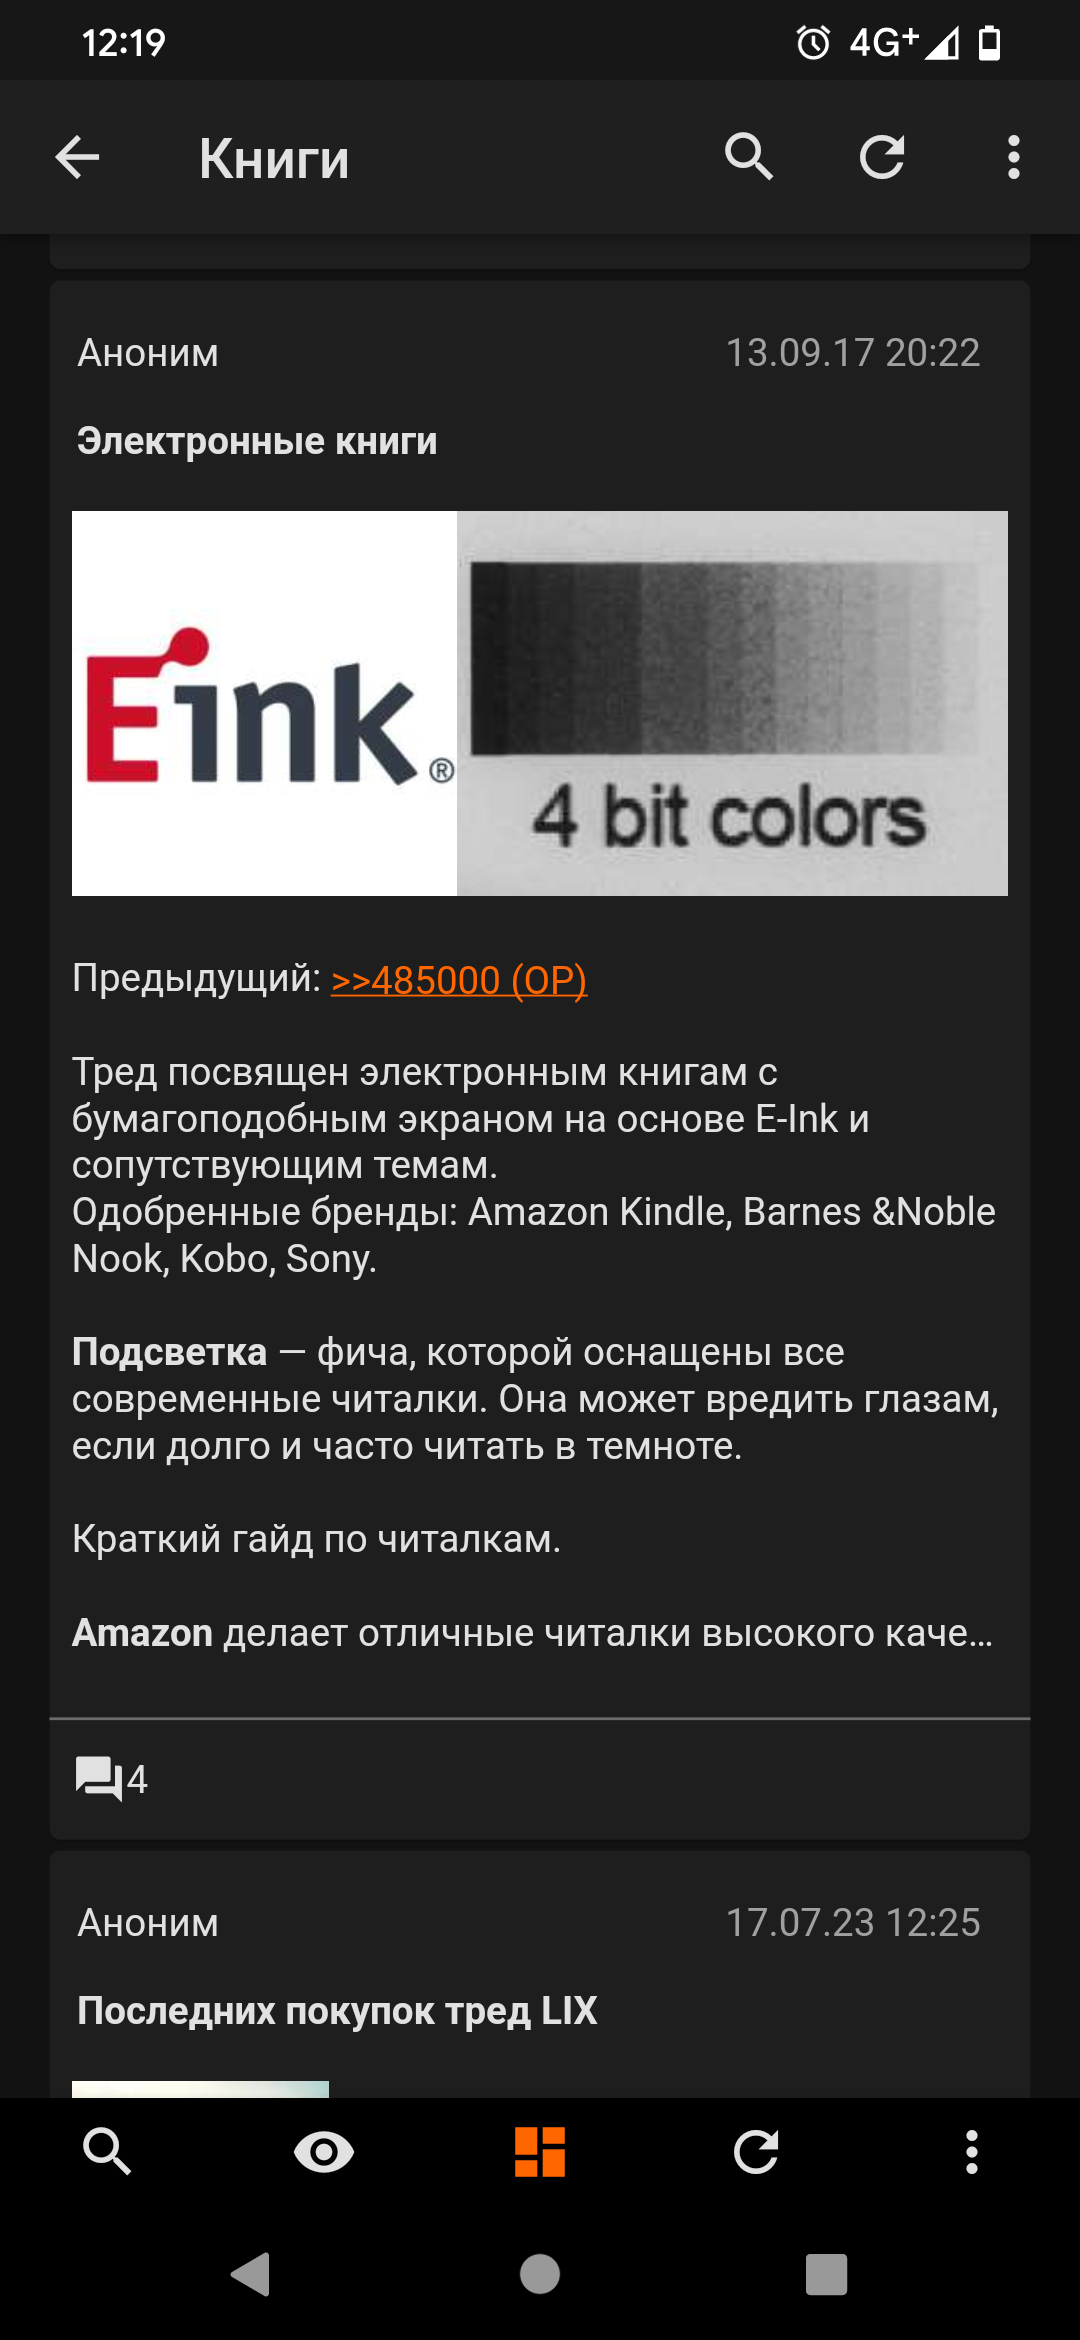 12:19
4G+
Книги
Аноним
13.09.17 20:22
Электронные книги
Eink®
4 bit colors
Предыдущий: >>485000 (OP)
Тред посвящен электронным книгам с
бумагоподобным экраном на основе E-Ink и
сопутствующим темам.
Одобренные бренды: Amazon Kindle, Barnes &Noble
Nook, Kobo, Sony.
Подсветка — фича, которой оснащены все
современные читалки. Она может вредить глазам,
если долго и часто читать в темноте.
Краткий гайд по читалкам.
Amazon делает отличные читалки высокого каче…
4
Аноним
17.07.23 12:25
Последних покупок тред LIX